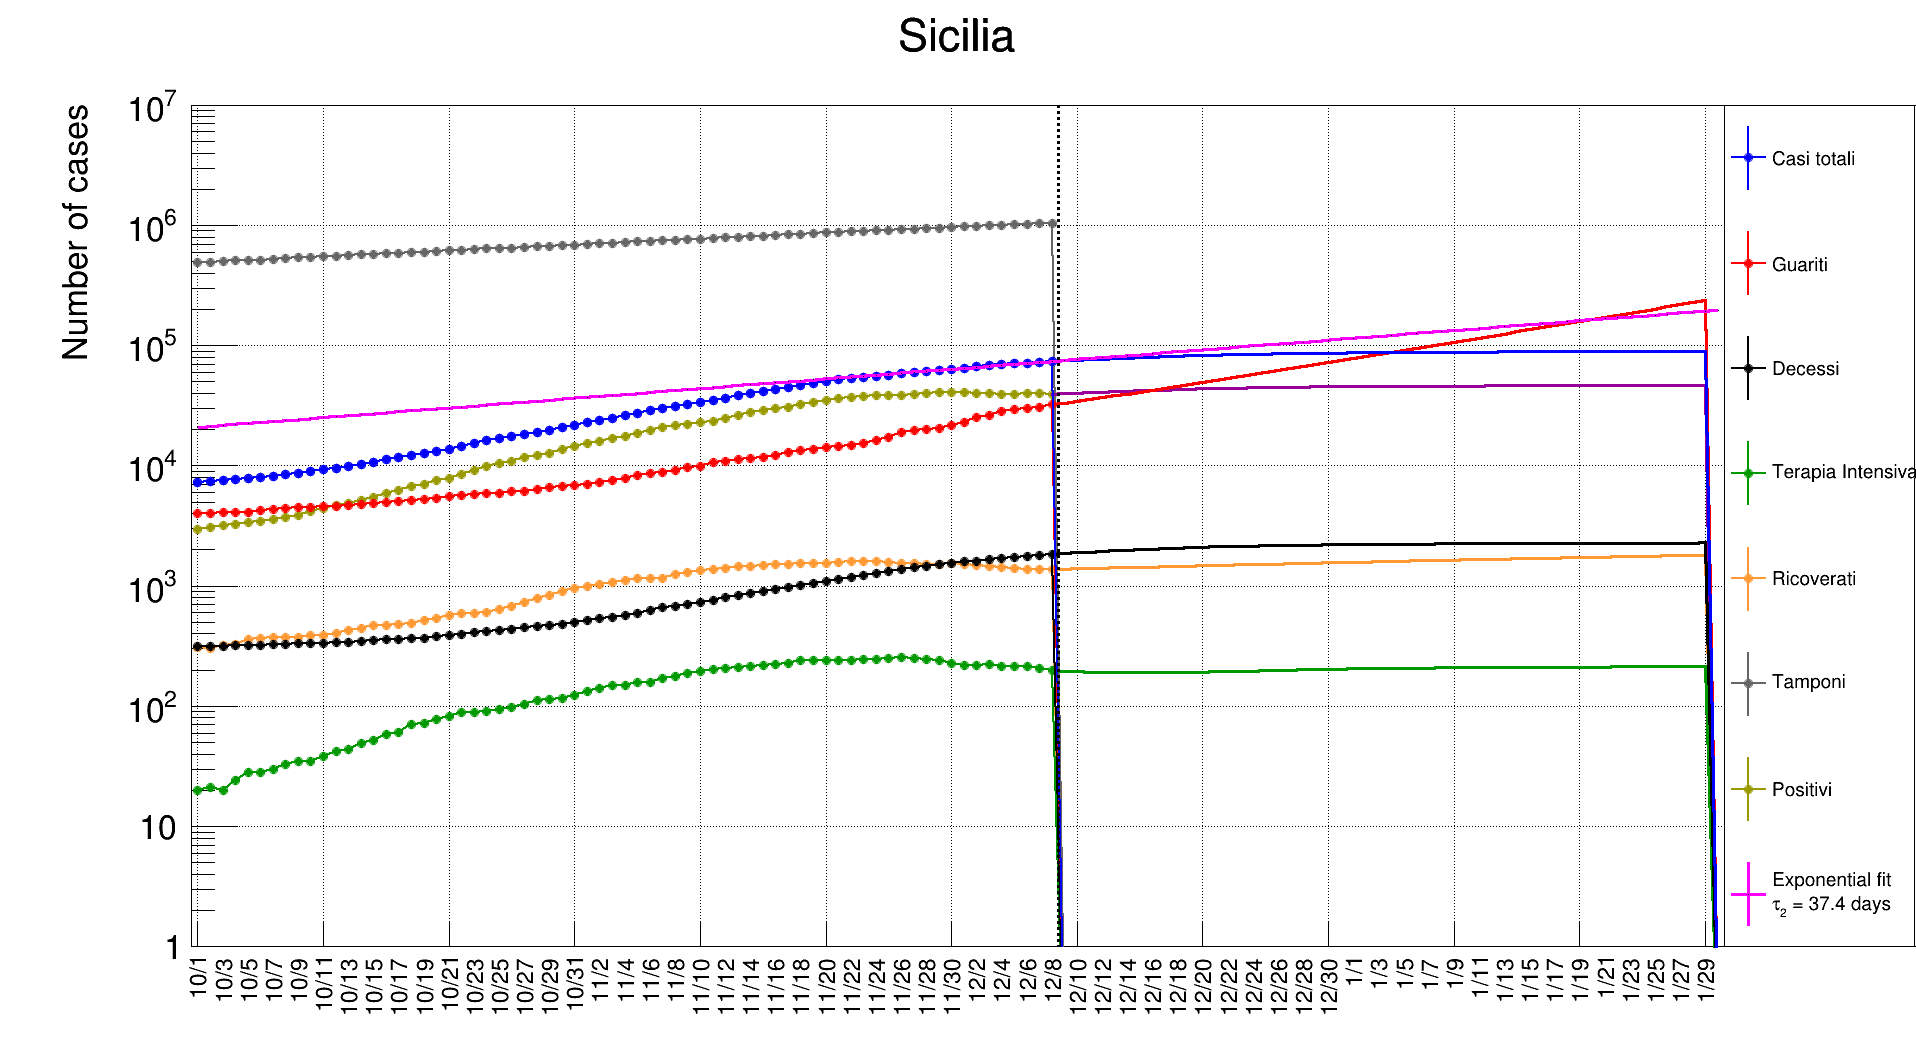 Sicilia
Number of cases
10^7
10^6
10^5
10^4
10^3
10^2
10
1
10/1 10/3 10/5 10/7 10/9 10/11 10/13 10/15 10/17 10/19 10/21 10/23 10/25 10/27 10/29 10/31 11/2 11/4 11/6 11/8 11/10 11/12 11/14 11/16 11/18 11/20 11/22 11/24 11/26 11/28 11/30 12/2 12/4 12/6 12/8 12/10 12/12 12/14 12/16 12/18 12/20 12/22 12/24 12/26 12/28 12/30 1/1 1/3 1/5 1/7 1/9 1/11 1/13 1/15 1/17 1/19 1/21 1/23 1/25 1/27 1/29
Casi totali
Guariti
Decessi
Terapia Intensiva
Ricoverati
Tamponi
Positivi
Exponential fit
τ₂ = 37.4 days